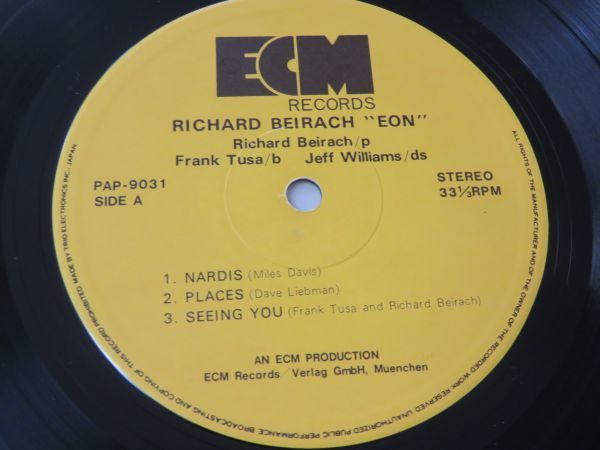 ECM
RECORDS
RICHARD BEIRACH "EON"
Richard Beirach/p
Frank Tusa/b Jeff Williams/ds
PAP-9031
SIDE A
STEREO
33 1/3RPM
1. NARDIS (Miles Davis)
2. PLACES (Dave Liebman)
3. SEEING YOU (Frank Tusa and Richard Beirach)
AN ECM PRODUCTION
ECM Records/Verlag GmbH, Muenchen
ALL RIGHTS OF THE MANUFACTURER AND OF THE OWNER OF THE RECORDED WORK RESERVED UNAUTHORIZED PUBLIC PERFORMANCE BROADCASTING AND COPYING OF THIS RECORD PROHIBITED MADE BY TRIO ELECTRONICS INC., JAPAN